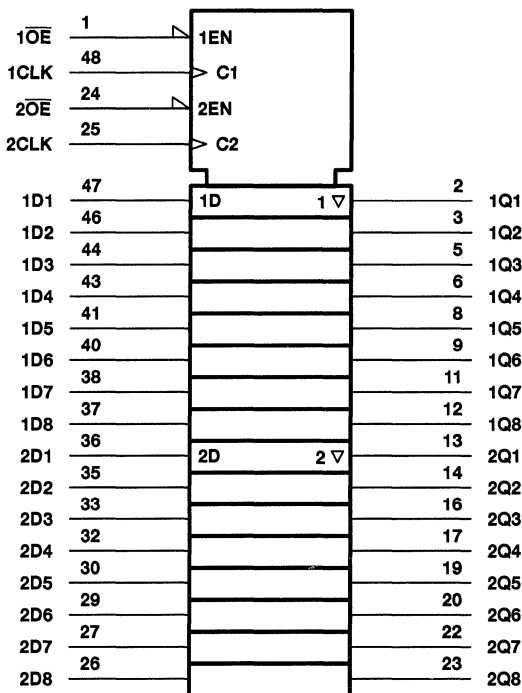 1O̅E̅ 1 1EN
1CLK 48 C1
2O̅E̅ 24 2EN
2CLK 25 C2
1D1 47 1D 1 ▽ 2 1Q1
1D2 46 3 1Q2
1D3 44 5 1Q3
1D4 43 6 1Q4
1D5 41 8 1Q5
1D6 40 9 1Q6
1D7 38 11 1Q7
1D8 37 12 1Q8
2D1 36 2D 2 ▽ 13 2Q1
2D2 35 14 2Q2
2D3 33 16 2Q3
2D4 32 17 2Q4
2D5 30 19 2Q5
2D6 29 20 2Q6
2D7 27 22 2Q7
2D8 26 23 2Q8